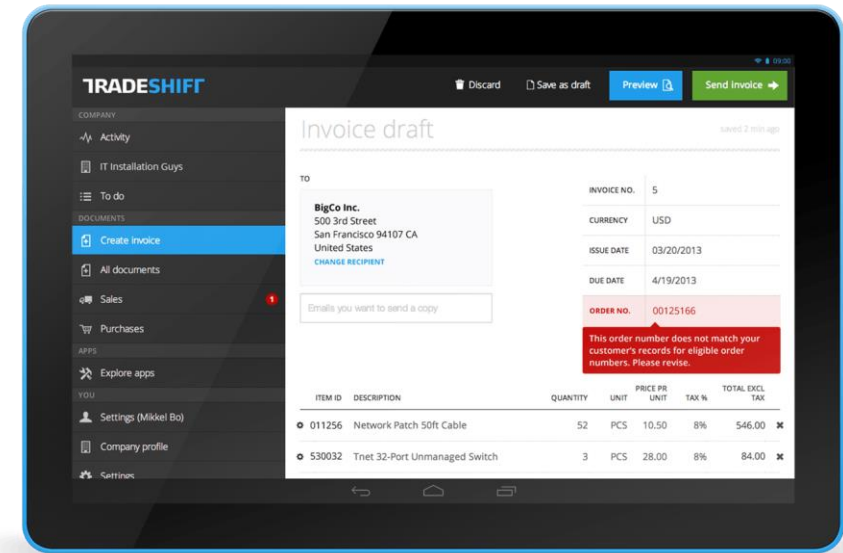 09:00
TRADESHIFT
Discard
Save as draft
Preview
Send invoice
COMPANY
Activity
IT Installation Guys
To do
DOCUMENTS
Create invoice
All documents
Sales 1
Purchases
APPS
Explore apps
YOU
Settings (Mikkel Bo)
Company profile
Settings
Invoice draft
saved 2 min ago
TO
BigCo Inc.
500 3rd Street
San Francisco 94107 CA
United States
CHANGE RECIPIENT
Emails you want to send a copy
INVOICE NO. 5
CURRENCY USD
ISSUE DATE 03/20/2013
DUE DATE 4/19/2013
ORDER NO. 00125166
This order number does not match your
customer's records for eligible order
numbers. Please revise.
ITEM ID DESCRIPTION QUANTITY UNIT PRICE PR UNIT TAX % TOTAL EXCL TAX
011256 Network Patch 50ft Cable 52 PCS 10.50 8% 546.00
530032 Tnet 32-Port Unmanaged Switch 3 PCS 28.00 8% 84.00